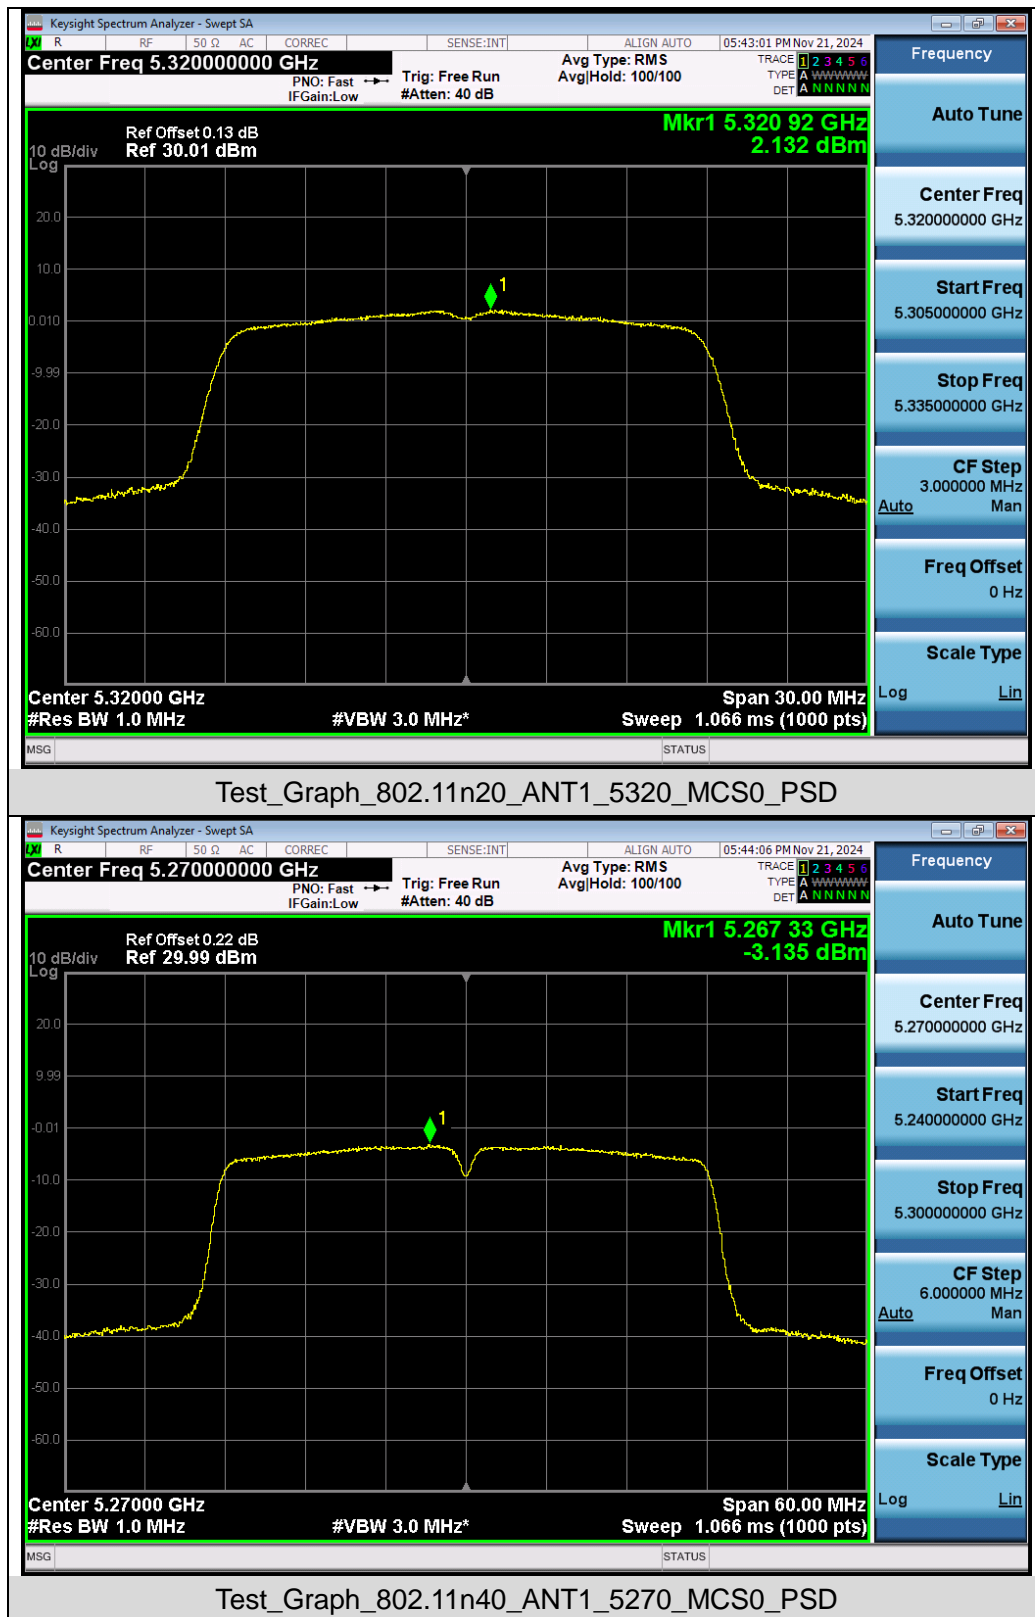 Keysight Spectrum Analyzer - Swept SA
LXI R RF 50 Ω AC CORREC SENSE:INT ALIGN AUTO 05:43:01 PM Nov 21, 2024
Center Freq 5.320000000 GHz
PNO: Fast
IFGain:Low
Trig: Free Run
#Atten: 40 dB
Avg Type: RMS
Avg|Hold: 100/100
TRACE 1 2 3 4 5 6
TYPE A WWWWW
DET A N N N N N
Frequency
Auto Tune
Center Freq
5.320000000 GHz
Start Freq
5.305000000 GHz
Stop Freq
5.335000000 GHz
CF Step
3.000000 MHz
Auto Man
Freq Offset
0 Hz
Scale Type
Log Lin
Ref Offset 0.13 dB
10 dB/div Ref 30.01 dBm
Log
Mkr1 5.320 92 GHz
2.132 dBm
20.0
10.0
1
0.010
-9.99
-20.0
-30.0
-40.0
-50.0
-60.0
Center 5.32000 GHz Span 30.00 MHz
#Res BW 1.0 MHz #VBW 3.0 MHz* Sweep 1.066 ms (1000 pts)
MSG STATUS
Test_Graph_802.11n20_ANT1_5320_MCS0_PSD
Keysight Spectrum Analyzer - Swept SA
LXI R RF 50 Ω AC CORREC SENSE:INT ALIGN AUTO 05:44:06 PM Nov 21, 2024
Center Freq 5.270000000 GHz
PNO: Fast
IFGain:Low
Trig: Free Run
#Atten: 40 dB
Avg Type: RMS
Avg|Hold: 100/100
TRACE 1 2 3 4 5 6
TYPE A WWWWW
DET A N N N N N
Frequency
Auto Tune
Center Freq
5.270000000 GHz
Start Freq
5.240000000 GHz
Stop Freq
5.300000000 GHz
CF Step
6.000000 MHz
Auto Man
Freq Offset
0 Hz
Scale Type
Log Lin
Ref Offset 0.22 dB
10 dB/div Ref 29.99 dBm
Log
Mkr1 5.267 33 GHz
-3.135 dBm
20.0
9.99
1
-0.01
-10.0
-20.0
-30.0
-40.0
-50.0
-60.0
Center 5.27000 GHz Span 60.00 MHz
#Res BW 1.0 MHz #VBW 3.0 MHz* Sweep 1.066 ms (1000 pts)
MSG STATUS
Test_Graph_802.11n40_ANT1_5270_MCS0_PSD